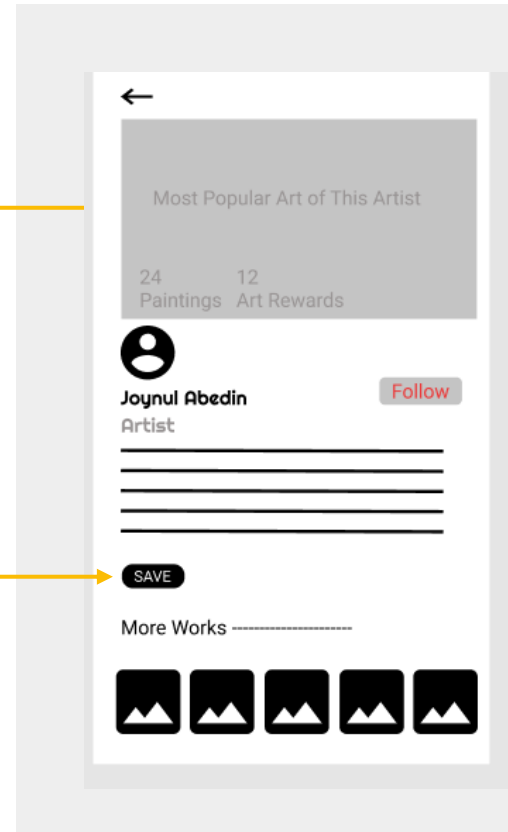 Most Popular Art of This Artist
24 12
Paintings Art Rewards
Joynul Abedin
Follow
Artist
SAVE
More Works ----------------------